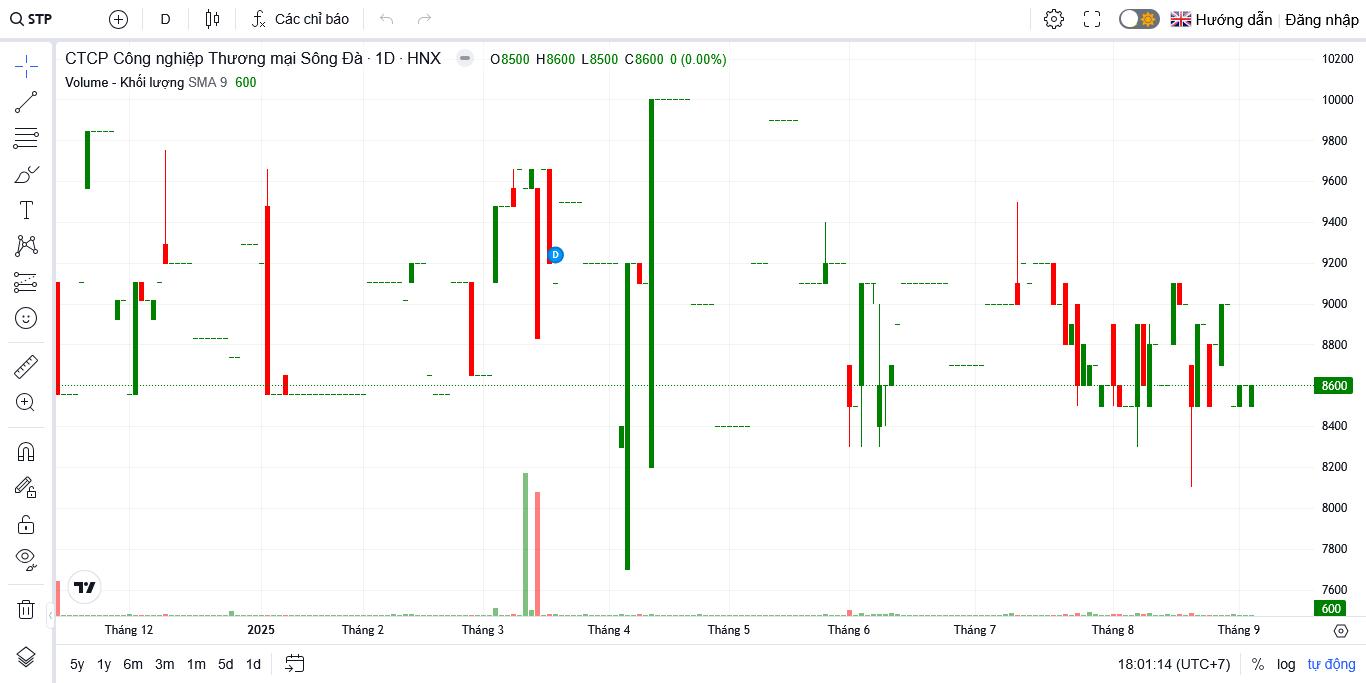 STP D Các chỉ báo Hướng dẫn Đăng nhập
CTCP Công nghiệp Thương mại Sông Đà · 1D · HNX O8500 H8600 L8500 C8600 0 (0.00%)
Volume - Khối lượng SMA 9 600
10200
10000
9800
9600
9400
9200
9000
8800
8600
8400
8200
8000
7800
7600
600
D
Tháng 12 2025 Tháng 2 Tháng 3 Tháng 4 Tháng 5 Tháng 6 Tháng 7 Tháng 8 Tháng 9
5y 1y 6m 3m 1m 5d 1d 18:01:14 (UTC+7) % log tự động